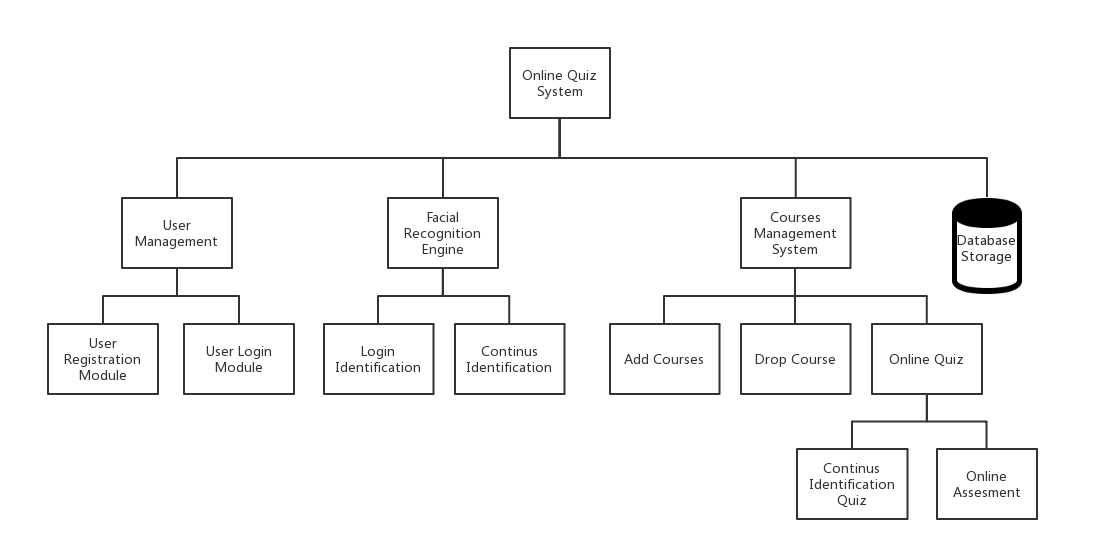 Online Quiz
System
User
Management
Facial
Recognition
Engine
Courses
Management
System
Database
Storage
User
Registration
Module
User Login
Module
Login
Identification
Continus
Identification
Add Courses
Drop Course
Online Quiz
Continus
Identification
Quiz
Online
Assesment